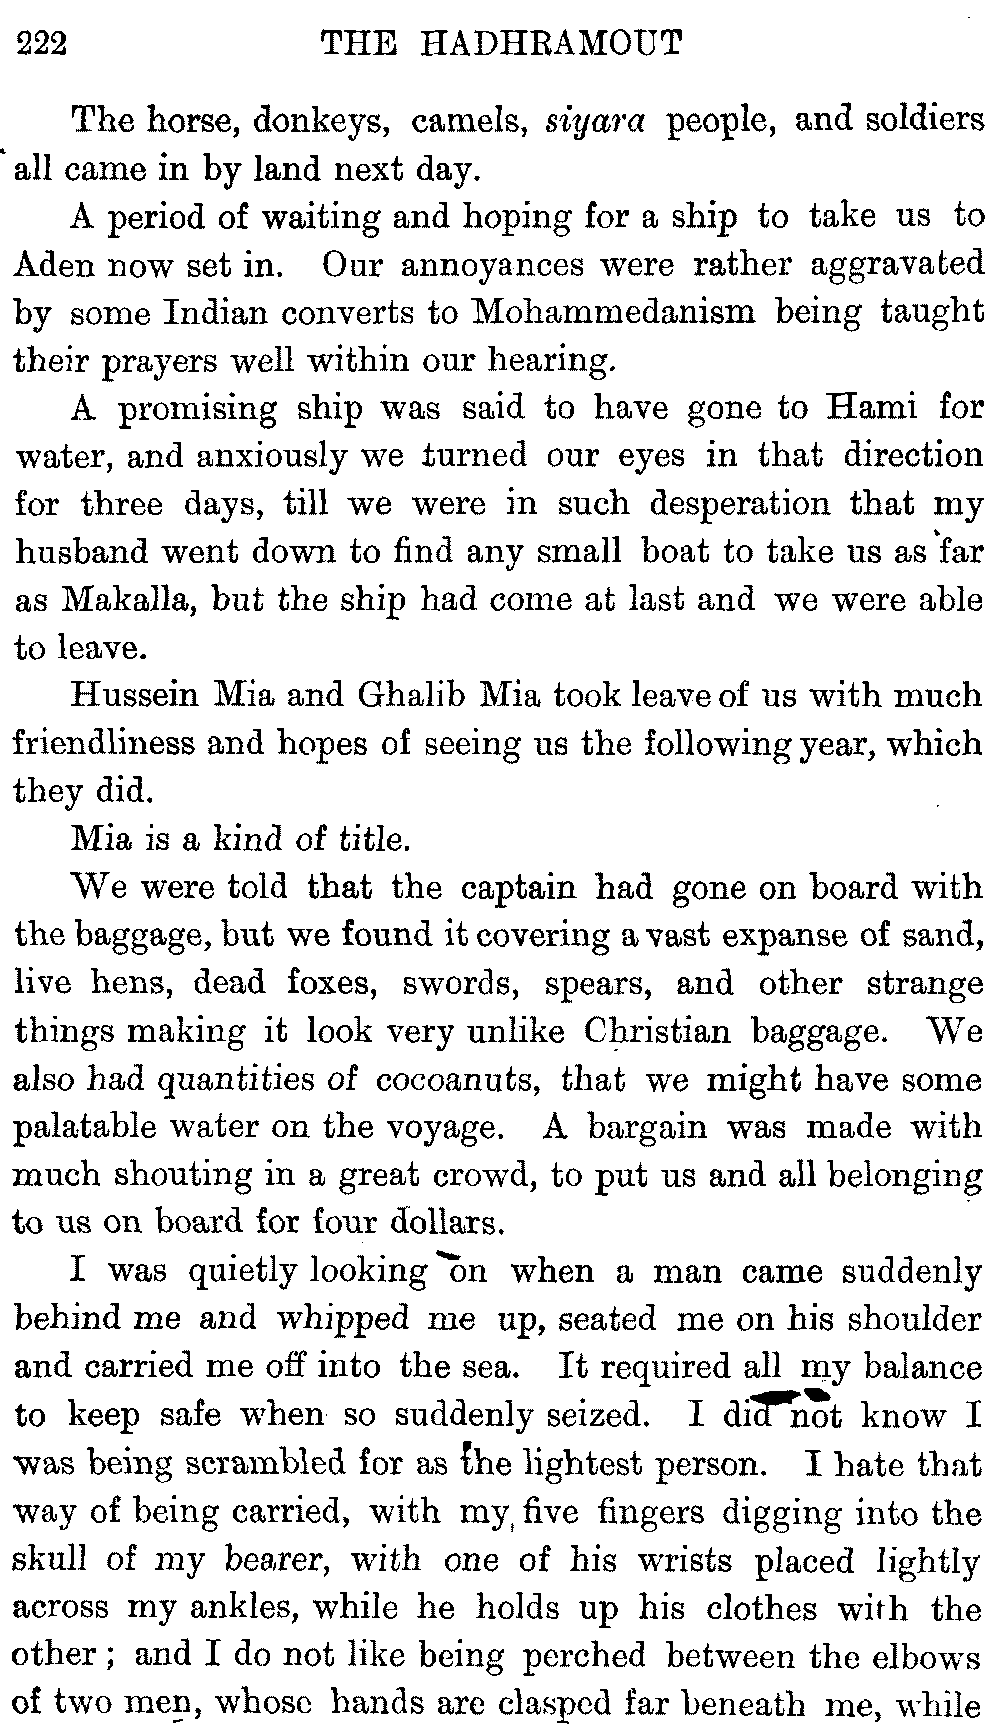 222 THE HADHRAMOUT
The horse, donkeys, camels, siyara people, and soldiers
all came in by land next day.
A period of waiting and hoping for a ship to take us to
Aden now set in. Our annoyances were rather aggravated
by some Indian converts to Mohammedanism being taught
their prayers well within our hearing.
A promising ship was said to have gone to Hami for
water, and anxiously we turned our eyes in that direction
for three days, till we were in such desperation that my
husband went down to find any small boat to take us as far
as Makalla, but the ship had come at last and we were able
to leave.
Hussein Mia and Ghalib Mia took leave of us with much
friendliness and hopes of seeing us the following year, which
they did.
Mia is a kind of title.
We were told that the captain had gone on board with
the baggage, but we found it covering a vast expanse of sand,
live hens, dead foxes, swords, spears, and other strange
things making it look very unlike Christian baggage. We
also had quantities of cocoanuts, that we might have some
palatable water on the voyage. A bargain was made with
much shouting in a great crowd, to put us and all belonging
to us on board for four dollars.
I was quietly looking on when a man came suddenly
behind me and whipped me up, seated me on his shoulder
and carried me off into the sea. It required all my balance
to keep safe when so suddenly seized. I did not know I
was being scrambled for as the lightest person. I hate that
way of being carried, with my five fingers digging into the
skull of my bearer, with one of his wrists placed lightly
across my ankles, while he holds up his clothes with the
other ; and I do not like being perched between the elbows
of two men, whose hands are clasped far beneath me, while